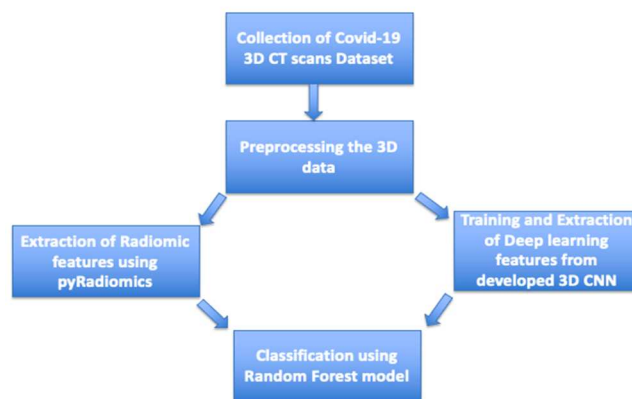 Collection of Covid-19
3D CT scans Dataset
Preprocessing the 3D
data
Extraction of Radiomic
features using
pyRadiomics
Training and Extraction
of Deep learning
features from
developed 3D CNN
Classification using
Random Forest model